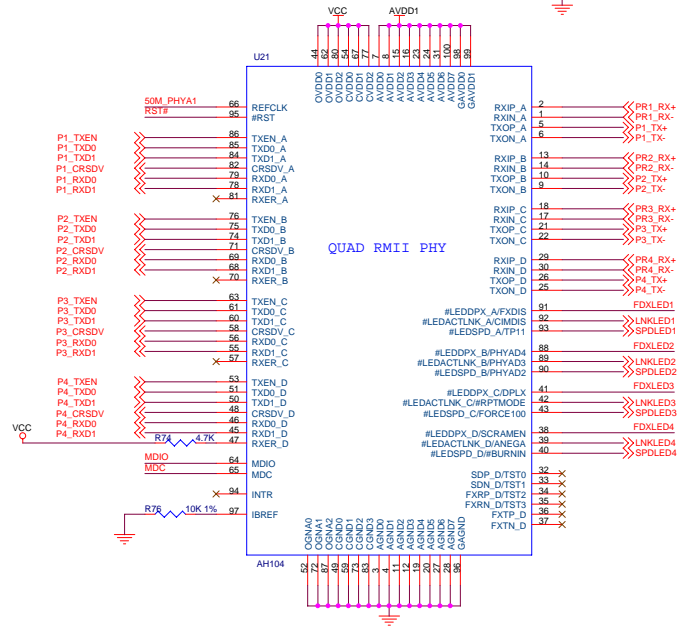 VCC AVDD1
44 62 80 54 67 77 7 8 15 16 23 24 31 100 98 99
U21
OVDD0 OVDD1 OVDD2 CVDD0 CVDD1 CVDD2 AVDD0 AVDD1 AVDD2 AVDD3 AVDD4 AVDD5 AVDD6 AVDD7 GAVDD0 GAVDD1
50M_PHYA1 66 REFCLK
RST# 95 #RST
P1_TXEN 86 TXEN_A
P1_TXD0 85 TXD0_A
P1_TXD1 84 TXD1_A
P1_CRSDV 82 CRSDV_A
P1_RXD0 79 RXD0_A
P1_RXD1 78 RXD1_A
81 RXER_A
P2_TXEN 76 TXEN_B
P2_TXD0 75 TXD0_B
P2_TXD1 74 TXD1_B
P2_CRSDV 71 CRSDV_B
P2_RXD0 69 RXD0_B
P2_RXD1 68 RXD1_B
70 RXER_B
P3_TXEN 63 TXEN_C
P3_TXD0 61 TXD0_C
P3_TXD1 60 TXD1_C
P3_CRSDV 58 CRSDV_C
P3_RXD0 56 RXD0_C
P3_RXD1 55 RXD1_C
57 RXER_C
P4_TXEN 53 TXEN_D
P4_TXD0 51 TXD0_D
P4_TXD1 50 TXD1_D
P4_CRSDV 48 CRSDV_D
P4_RXD0 46 RXD0_D
P4_RXD1 45 RXD1_D
VCC R74 4.7K 47 RXER_D
MDIO 64 MDIO
MDC 65 MDC
94 INTR
R76 10K 1% 97 IBREF
QUAD RMII PHY
RXIP_A 2 PR1_RX+
RXIN_A 1 PR1_RX-
TXOP_A 5 P1_TX+
TXON_A 6 P1_TX-
RXIP_B 13 PR2_RX+
RXIN_B 14 PR2_RX-
TXOP_B 10 P2_TX+
TXON_B 9 P2_TX-
RXIP_C 18 PR3_RX+
RXIN_C 17 PR3_RX-
TXOP_C 21 P3_TX+
TXON_C 22 P3_TX-
RXIP_D 29 PR4_RX+
RXIN_D 30 PR4_RX-
TXOP_D 26 P4_TX+
TXON_D 25 P4_TX-
#LEDDPX_A/FXDIS 91 FDXLED1
#LEDACTLNK_A/CIMDIS 92 LNKLED1
#LEDSPD_A/TP11 93 SPDLED1
#LEDDPX_B/PHYAD4 88 FDXLED2
#LEDACTLNK_B/PHYAD3 89 LNKLED2
#LEDSPD_B/PHYAD2 90 SPDLED2
#LEDDPX_C/DPLX 41 FDXLED3
#LEDACTLNK_C/#RPTMODE 42 LNKLED3
#LEDSPD_C/FORCE100 43 SPDLED3
#LEDDPX_D/SCRAMEN 38 FDXLED4
#LEDACTLNK_D/ANEGA 39 LNKLED4
#LEDSPD_D/#BURNIN 40 SPDLED4
SDP_D/TST0 32
SDN_D/TST1 33
FXRP_D/TST2 34
FXRN_D/TST3 35
FXTP_D 36
FXTN_D 37
OGNA0 OGNA1 OGNA2 CGND0 CGND1 CGND2 CGND3 AGND0 AGND1 AGND2 AGND3 AGND4 AGND5 AGND6 AGND7 GAGND
AH104
52 72 87 49 59 73 83 3 4 11 12 19 20 27 28 96